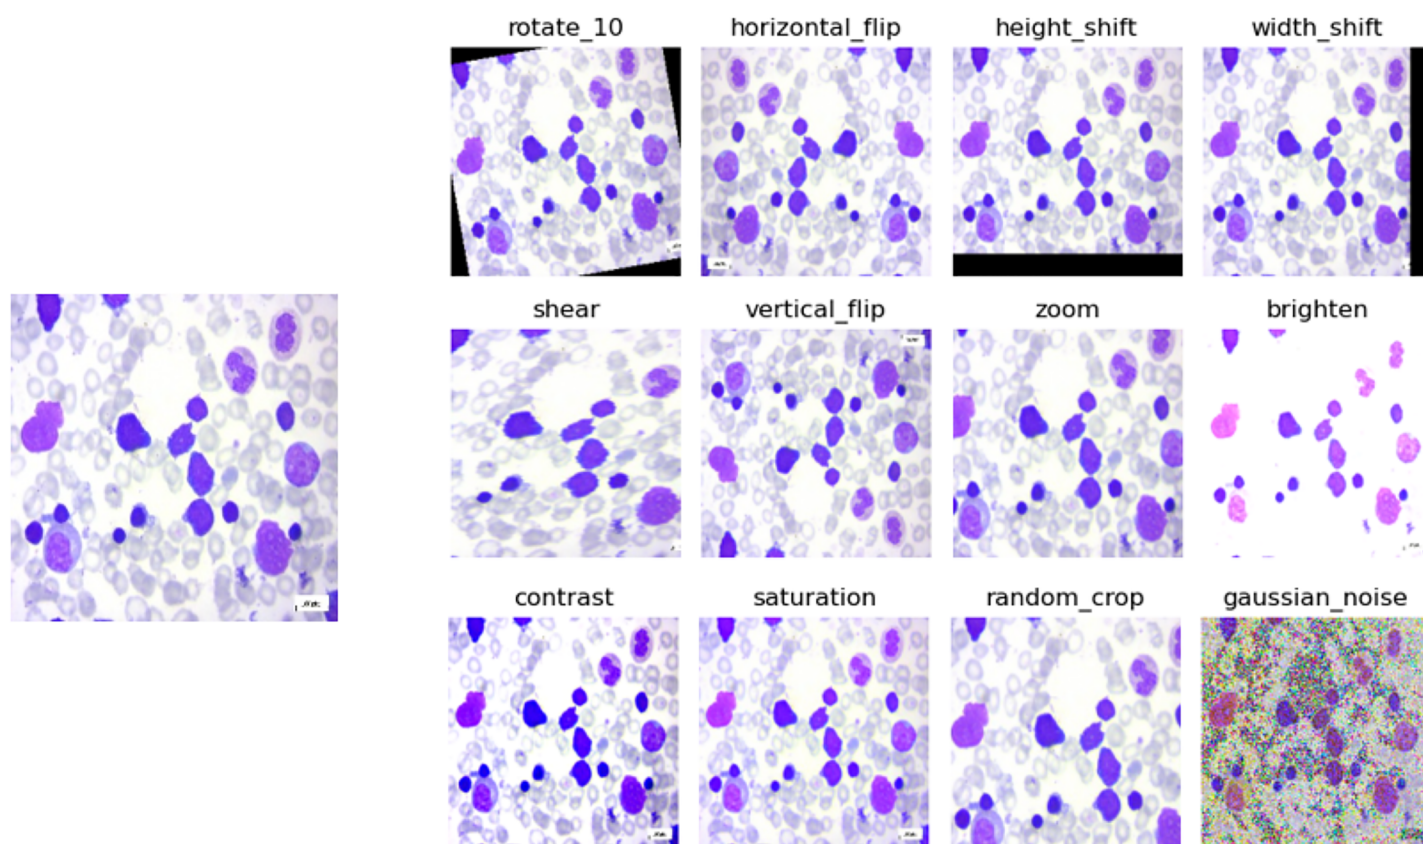 rotate_10 horizontal_flip height_shift width_shift
shear vertical_flip zoom brighten
contrast saturation random_crop gaussian_noise